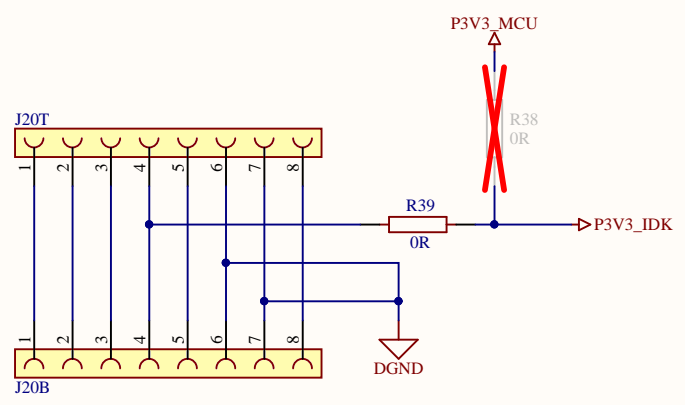 P3V3_MCU
J20T
R38
0R
1 2 3 4 5 6 7 8
R39
P3V3_IDK
0R
1 2 3 4 5 6 7 8
DGND
J20B